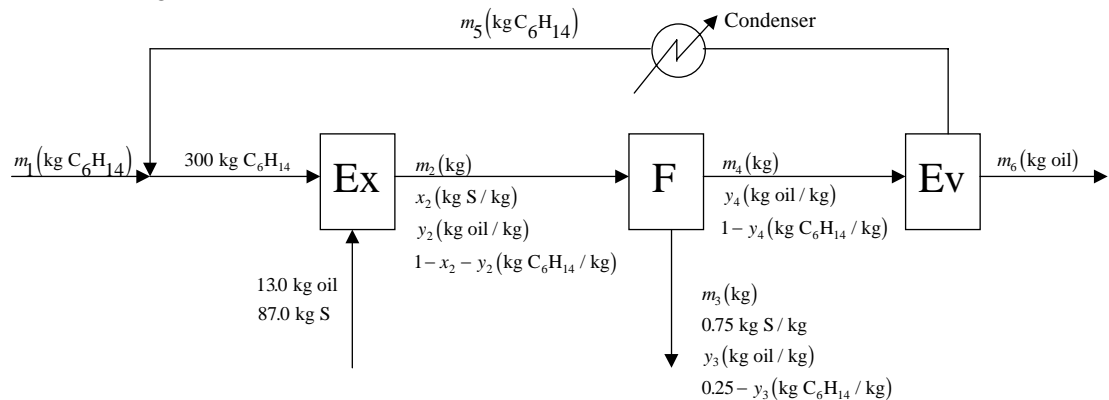 m5(kg C6H14)
Condenser
m1(kg C6H14)
300 kg C6H14
Ex
m2(kg)
x2(kg S / kg)
y2(kg oil / kg)
1− x2 − y2(kg C6H14 / kg)
F
m4(kg)
y4(kg oil / kg)
1− y4(kg C6H14 / kg)
Ev
m6(kg oil)
13.0 kg oil
87.0 kg S
m3(kg)
0.75 kg S / kg
y3(kg oil / kg)
0.25− y3(kg C6H14 / kg)